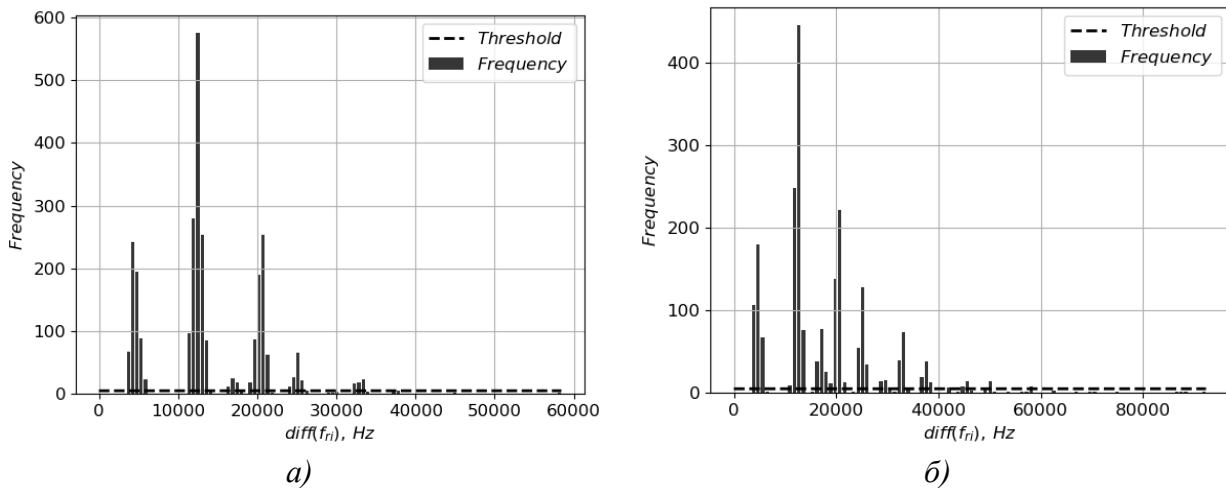 600
500
400
300
200
100
0
Frequency
Threshold
Frequency
0 10000 20000 30000 40000 50000 60000
diff(fri), Hz
а)
400
300
200
100
0
Frequency
Threshold
Frequency
0 20000 40000 60000 80000
diff(fri), Hz
б)